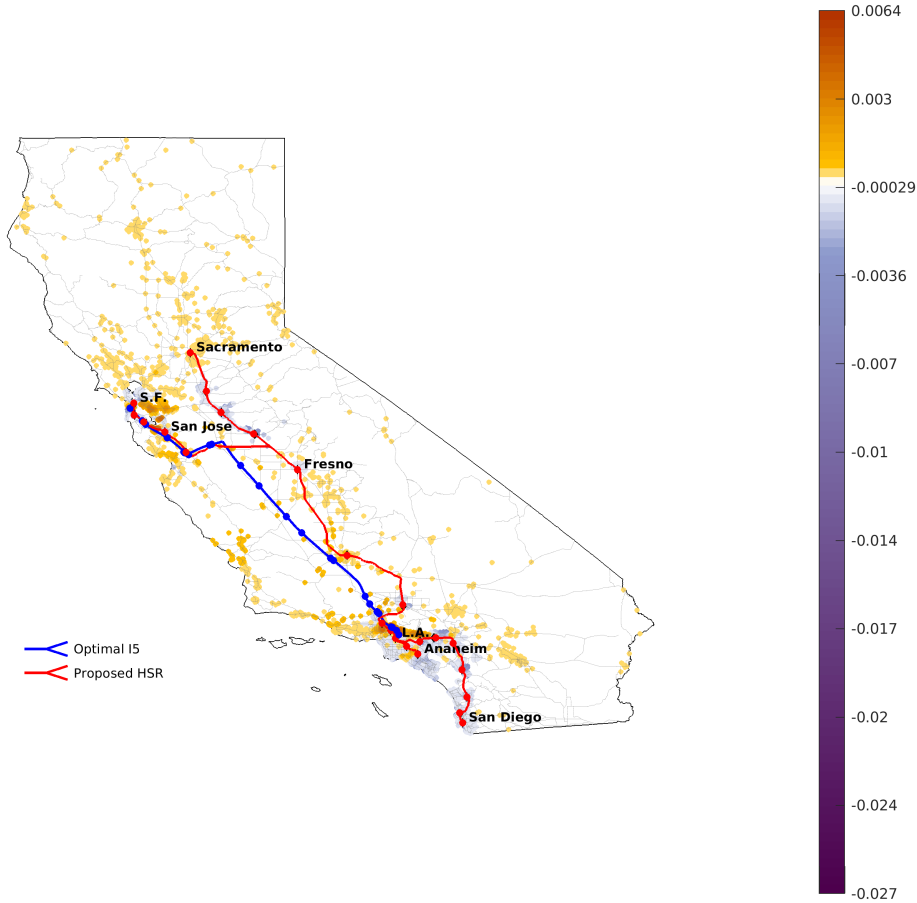 0.0064
0.003
-0.00029
-0.0036
-0.007
-0.01
-0.014
-0.017
-0.02
-0.024
-0.027
Sacramento
S.F.
San Jose
Fresno
L.A.
Anaheim
San Diego
Optimal I5
Proposed HSR